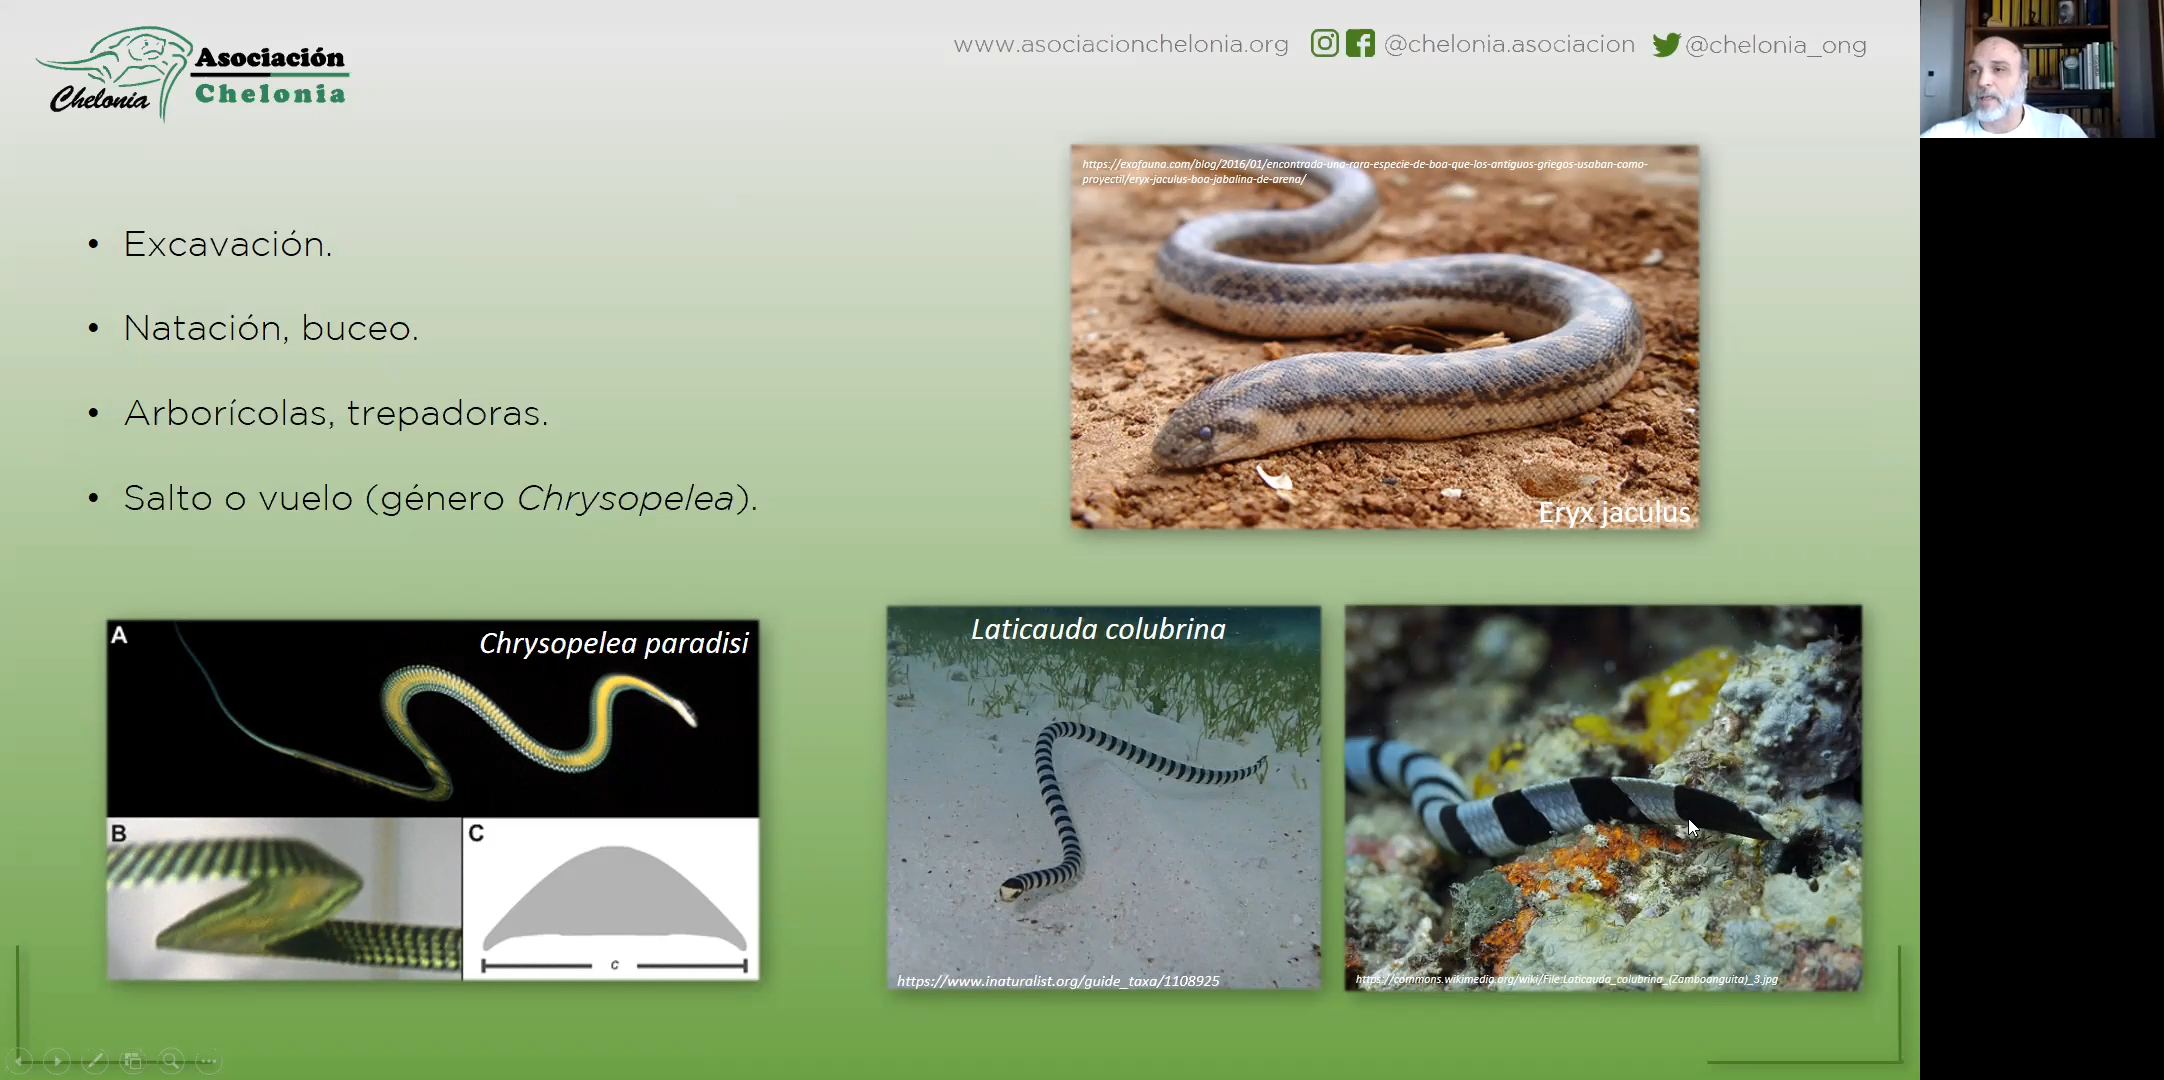 Chelonia
Asociación
Chelonia
www.asociacionchelonia.org
@chelonia.asociacion
@chelonia_ong
• Excavación.
• Natación, buceo.
• Arborícolas, trepadoras.
• Salto o vuelo (género Chrysopelea).
https://exofauna.com/blog/2016/01/encontrada-una-rara-especie-de-boa-que-los-antiguos-griegos-usaban-como-
proyectil/eryx-jaculus-boa-jabalina-de-arena/
Eryx jaculus
A
Chrysopelea paradisi
B
C
c
Laticauda colubrina
https://www.inaturalist.org/guide_taxa/1108925
https://commons.wikimedia.org/wiki/File:Laticauda_colubrina_(Zamboanguita)_3.jpg